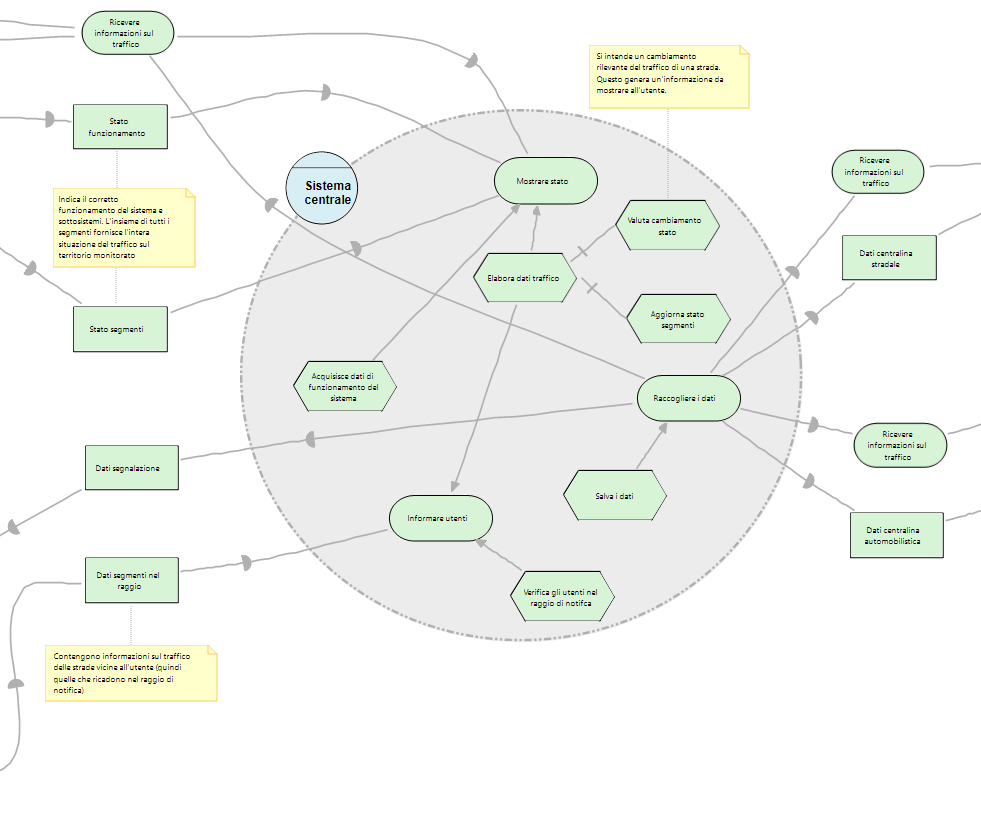 Ricevere
informazioni sul
traffico
Si intende un cambiamento
rilevante del traffico di una strada.
Questo genera un'informazione da
mostrare all'utente.
Stato
funzionamento
Sistema
centrale
Mostrare stato
Ricevere
informazioni sul
traffico
Indica il corretto
funzionamento del sistema e
sottosistemi. L'insieme di tutti i
segmenti fornisce l'intera
situazione del traffico sul
territorio monitorato
Valuta cambiamento
stato
Dati centralina
stradale
Elabora dati traffico
Stato segmenti
Aggiorna stato
segmenti
Acquisisce dati di
funzionamento del
sistema
Raccogliere i dati
Ricevere
informazioni sul
traffico
Dati segnalazione
Salva i dati
Informare utenti
Dati centralina
automobilistica
Dati segmenti nel
raggio
Verifica gli utenti nel
raggio di notifca
Contengono informazioni sul traffico
delle strade vicine all'utente (quindi
quelle che ricadono nel raggio di
notifica)